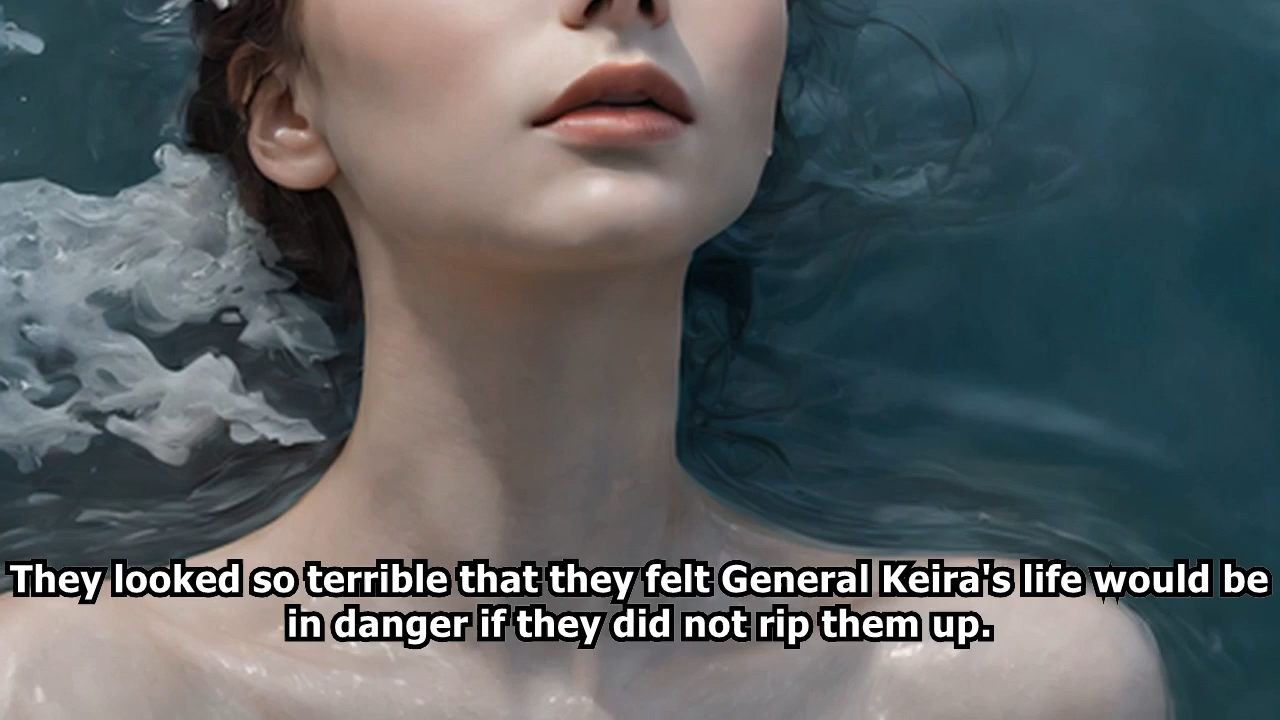 They looked so terrible that they felt General Keira's life would be
in danger if they did not rip them up.